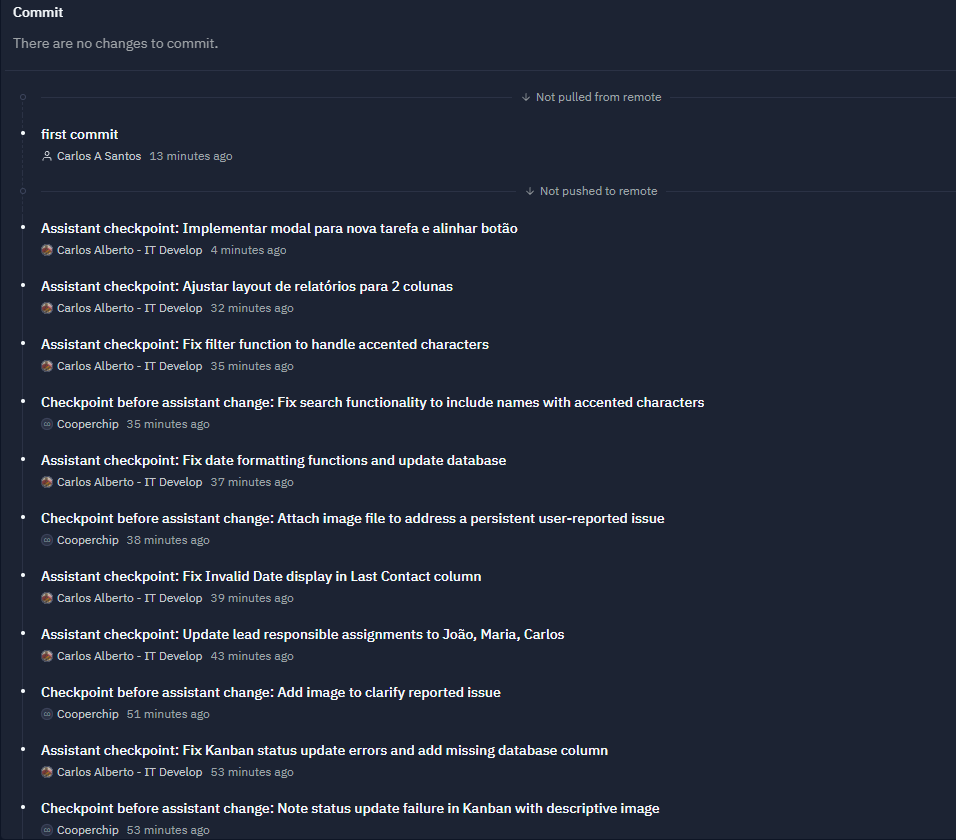 Commit
There are no changes to commit.
↓ Not pulled from remote
first commit
Carlos A Santos 13 minutes ago
↓ Not pushed to remote
Assistant checkpoint: Implementar modal para nova tarefa e alinhar botão
Carlos Alberto - IT Develop 4 minutes ago
Assistant checkpoint: Ajustar layout de relatórios para 2 colunas
Carlos Alberto - IT Develop 32 minutes ago
Assistant checkpoint: Fix filter function to handle accented characters
Carlos Alberto - IT Develop 35 minutes ago
Checkpoint before assistant change: Fix search functionality to include names with accented characters
Cooperchip 35 minutes ago
Assistant checkpoint: Fix date formatting functions and update database
Carlos Alberto - IT Develop 37 minutes ago
Checkpoint before assistant change: Attach image file to address a persistent user-reported issue
Cooperchip 38 minutes ago
Assistant checkpoint: Fix Invalid Date display in Last Contact column
Carlos Alberto - IT Develop 39 minutes ago
Assistant checkpoint: Update lead responsible assignments to João, Maria, Carlos
Carlos Alberto - IT Develop 43 minutes ago
Checkpoint before assistant change: Add image to clarify reported issue
Cooperchip 51 minutes ago
Assistant checkpoint: Fix Kanban status update errors and add missing database column
Carlos Alberto - IT Develop 53 minutes ago
Checkpoint before assistant change: Note status update failure in Kanban with descriptive image
Cooperchip 53 minutes ago